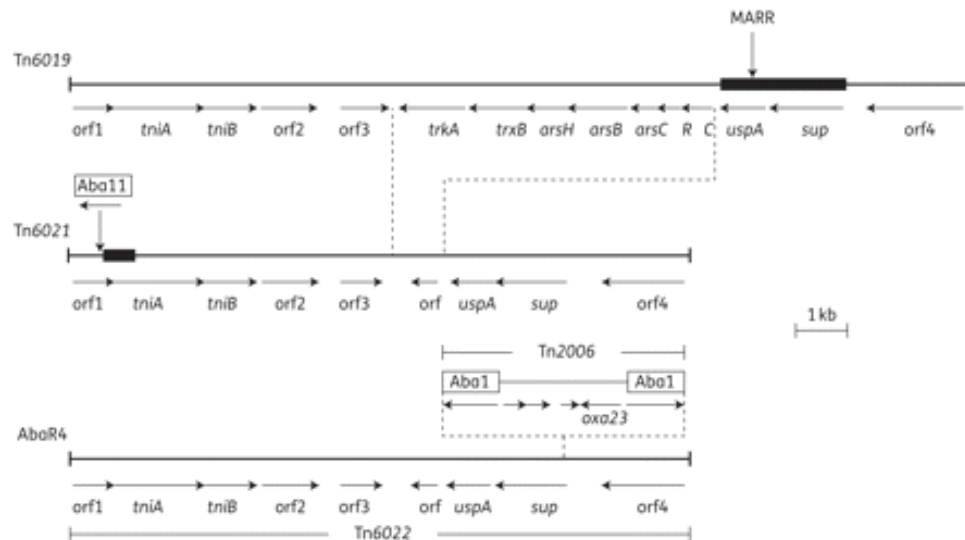 MARR
Tn6019
orf1 tniA tniB orf2 orf3 trkA trxB arsH arsB arsC R C uspA sup orf4
Aba11
Tn6021
orf1 tniA tniB orf2 orf3 orf uspA sup orf4
1 kb
Tn2006
Aba1 Aba1
oxa23
AbaR4
orf1 tniA tniB orf2 orf3 orf uspA sup orf4
Tn6022